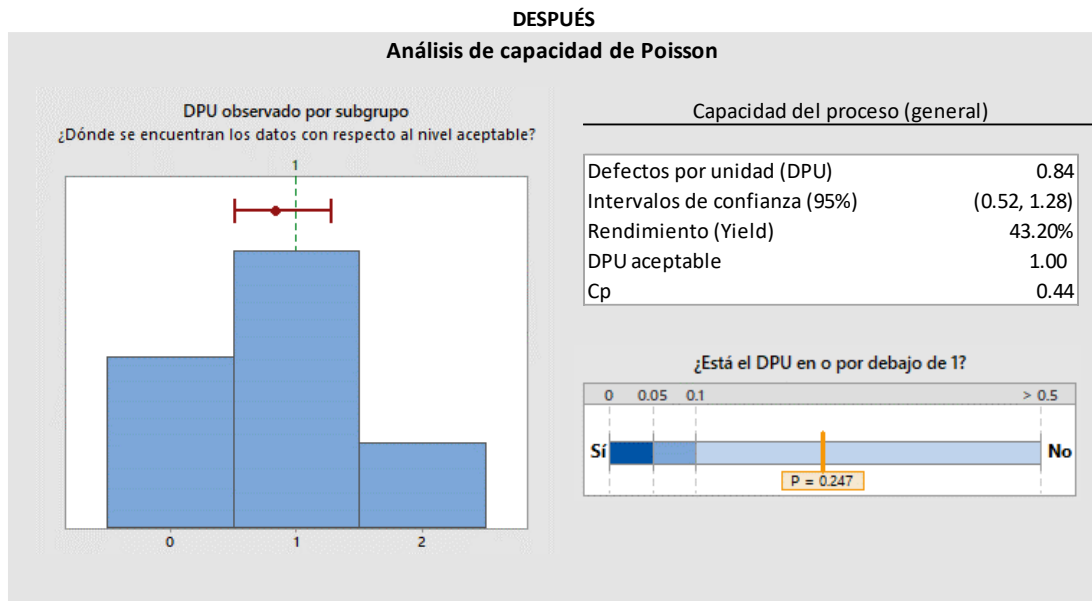 DESPUÉS
Análisis de capacidad de Poisson
DPU observado por subgrupo
¿Dónde se encuentran los datos con respecto al nivel aceptable?
1
0 1 2
Capacidad del proceso (general)
Defectos por unidad (DPU) 0.84
Intervalos de confianza (95%) (0.52, 1.28)
Rendimiento (Yield) 43.20%
DPU aceptable 1.00
Cp 0.44
¿Está el DPU en o por debajo de 1?
0 0.05 0.1 > 0.5
Sí No
P = 0.247